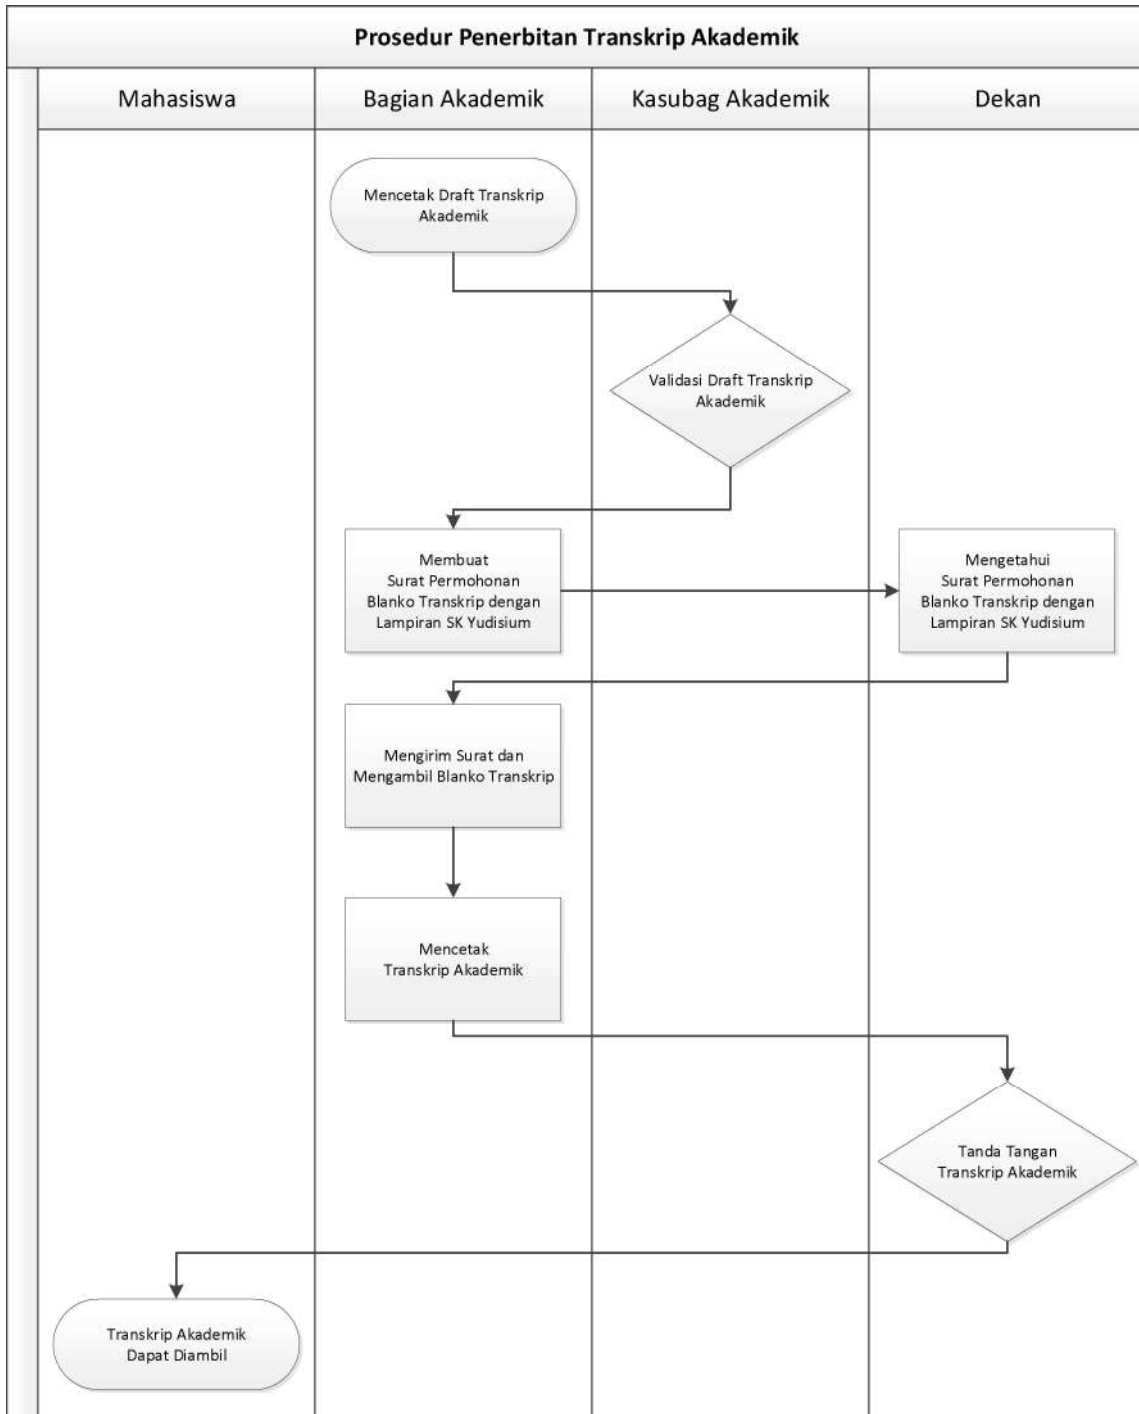 Prosedur Penerbitan Transkrip Akademik
Mahasiswa
Bagian Akademik
Kasubag Akademik
Dekan
Mencetak Draft Transkrip
Akademik
Validasi Draft Transkrip
Akademik
Membuat
Surat Permohonan
Blanko Transkrip dengan
Lampiran SK Yudisium
Mengetahui
Surat Permohonan
Blanko Transkrip dengan
Lampiran SK Yudisium
Mengirim Surat dan
Mengambil Blanko Transkrip
Mencetak
Transkrip Akademik
Tanda Tangan
Transkrip Akademik
Transkrip Akademik
Dapat Diambil